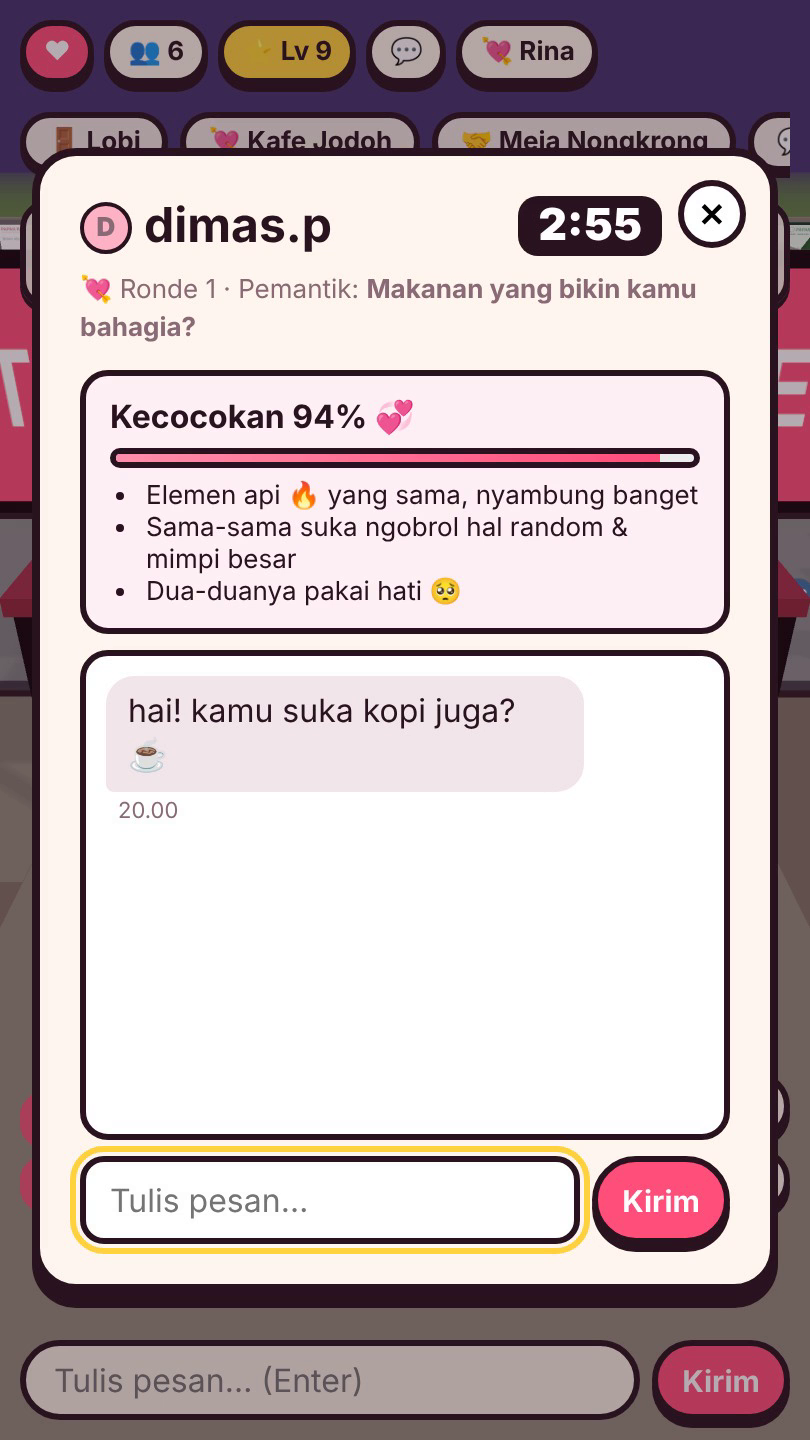 👥 6
⭐ Lv 9
💬
💘 Rina
🚪 Lobi
💘 Kafe Jodoh
🤝 Meja Nongkrong
D
dimas.p
2:55
✕
💘 Ronde 1 · Pemantik: Makanan yang bikin kamu
bahagia?
Kecocokan 94% 💞
• Elemen api 🔥 yang sama, nyambung banget
• Sama-sama suka ngobrol hal random &
mimpi besar
• Dua-duanya pakai hati 🥺
hai! kamu suka kopi juga?
☕
20.00
Tulis pesan...
Kirim
Tulis pesan... (Enter)
Kirim